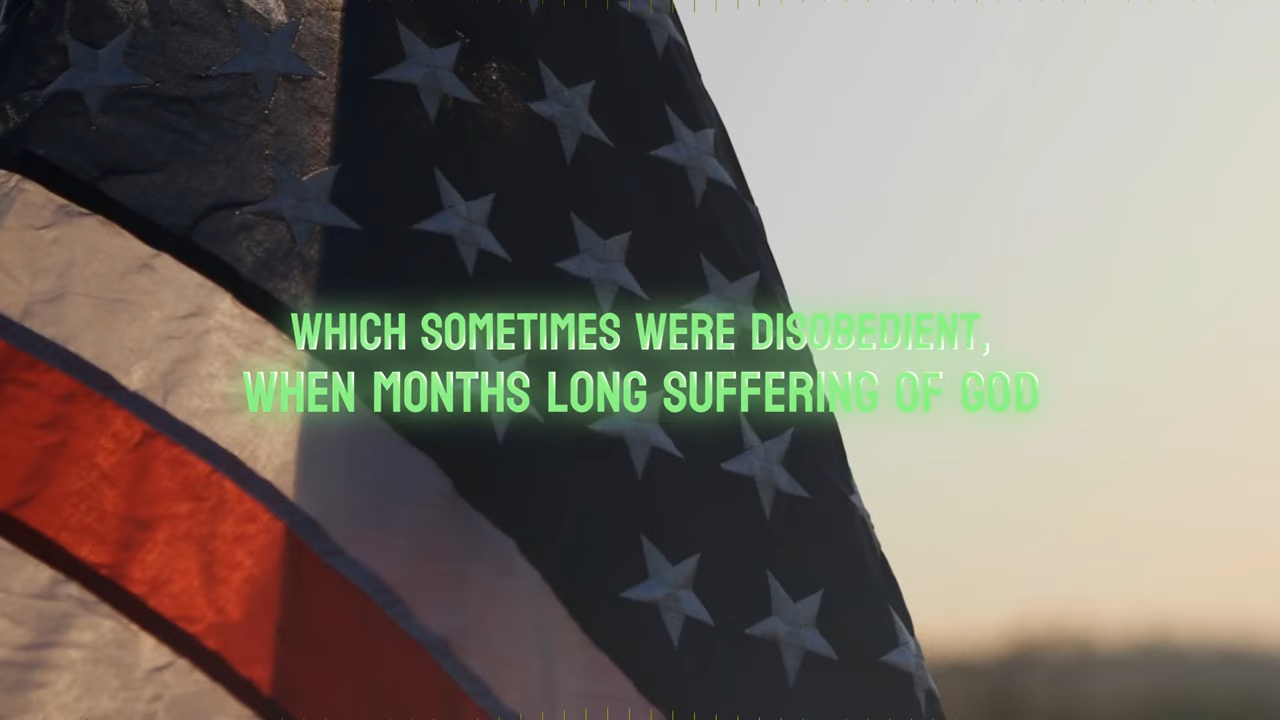 WHICH SOMETIMES WERE DISOBEDIENT,
WHEN MONTHS LONG SUFFERING OF GOD